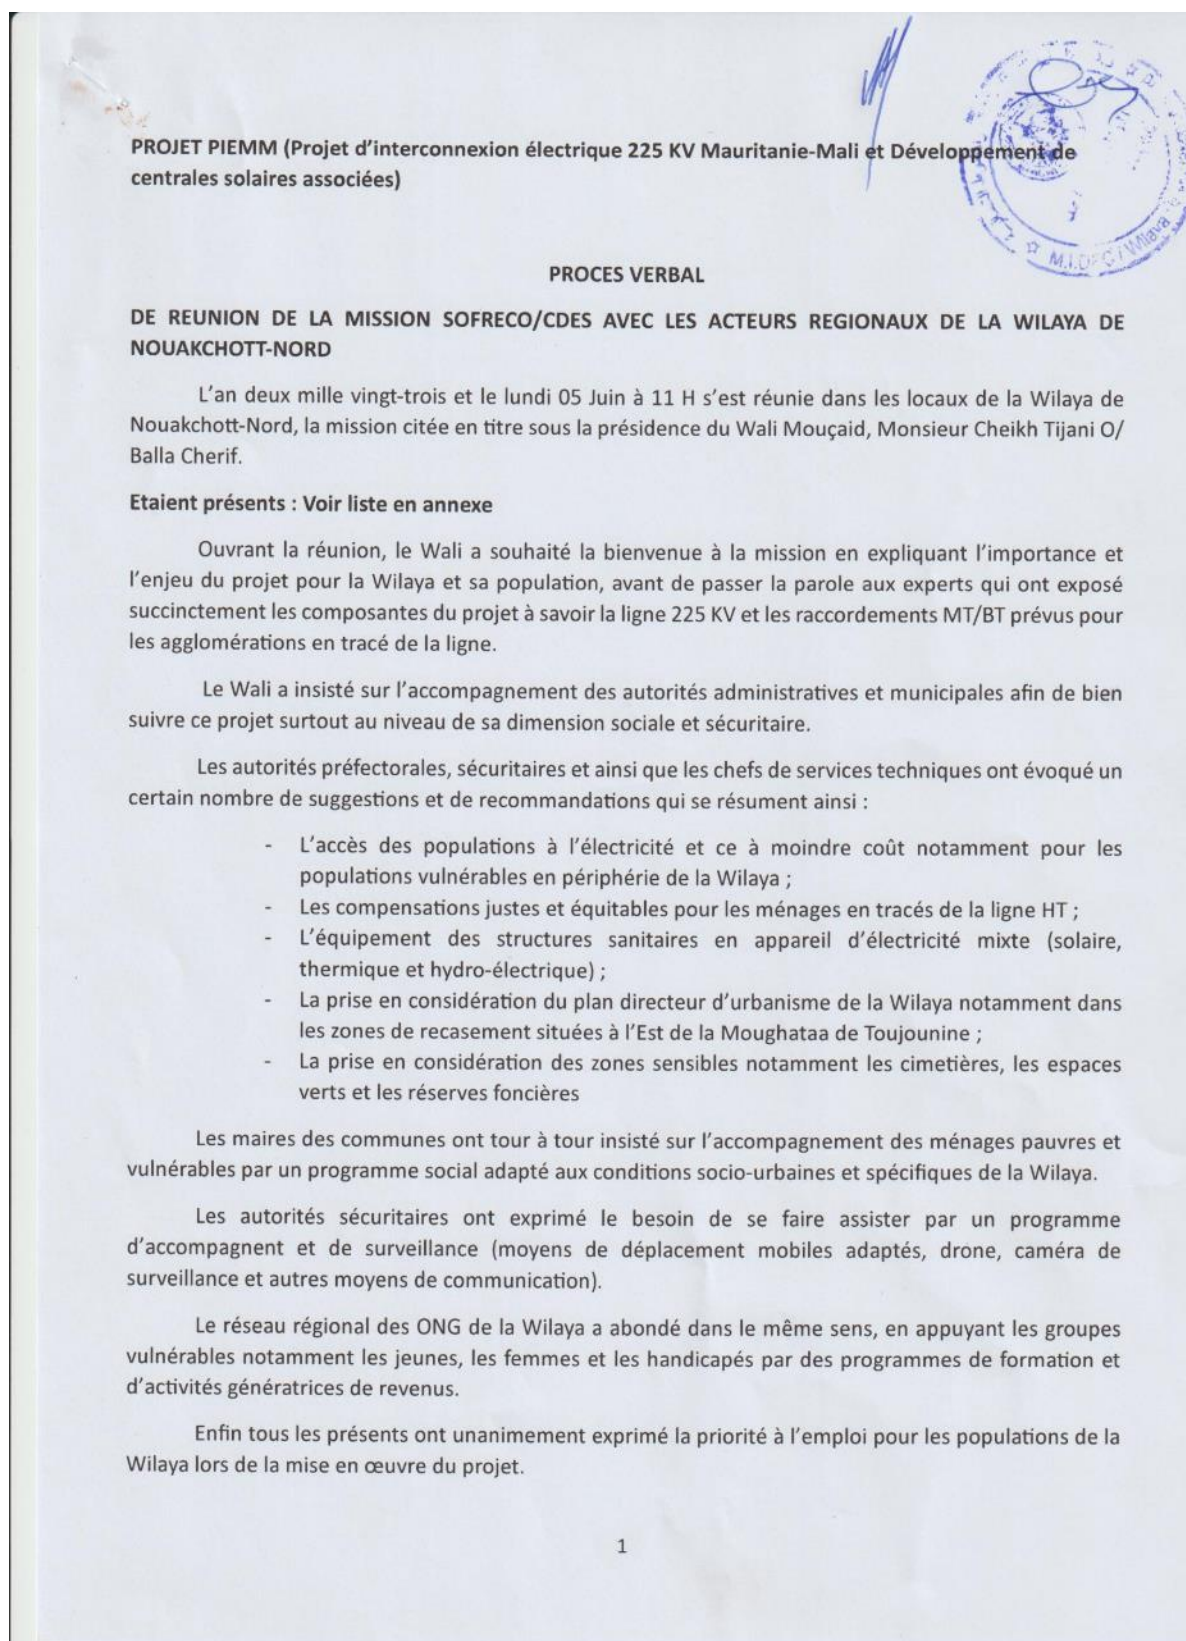 PROJET PIEMM (Projet d'interconnexion électrique 225 KV Mauritanie-Mali et Développement de
centrales solaires associées)
M.I.D
Wilaya
PROCES VERBAL
DE REUNION DE LA MISSION SOFRECO/CDES AVEC LES ACTEURS REGIONAUX DE LA WILAYA DE
NOUAKCHOTT-NORD
L'an deux mille vingt-trois et le lundi 05 Juin à 11 H s'est réunie dans les locaux de la Wilaya de
Nouakchott-Nord, la mission citée en titre sous la présidence du Wali Mouçaid, Monsieur Cheikh Tijani O/
Balla Cherif.
Etaient présents : Voir liste en annexe
Ouvrant la réunion, le Wali a souhaité la bienvenue à la mission en expliquant l'importance et
l'enjeu du projet pour la Wilaya et sa population, avant de passer la parole aux experts qui ont exposé
succinctement les composantes du projet à savoir la ligne 225 KV et les raccordements MT/BT prévus pour
les agglomérations en tracé de la ligne.
Le Wali a insisté sur l'accompagnement des autorités administratives et municipales afin de bien
suivre ce projet surtout au niveau de sa dimension sociale et sécuritaire.
Les autorités préfectorales, sécuritaires et ainsi que les chefs de services techniques ont évoqué un
certain nombre de suggestions et de recommandations qui se résument ainsi :
- L'accès des populations à l'électricité et ce à moindre coût notamment pour les
populations vulnérables en périphérie de la Wilaya ;
- Les compensations justes et équitables pour les ménages en tracés de la ligne HT ;
- L'équipement des structures sanitaires en appareil d'électricité mixte (solaire,
thermique et hydro-électrique) ;
- La prise en considération du plan directeur d'urbanisme de la Wilaya notamment dans
les zones de recasement situées à l'Est de la Moughataa de Toujounine ;
- La prise en considération des zones sensibles notamment les cimetières, les espaces
verts et les réserves foncières
Les maires des communes ont tour à tour insisté sur l'accompagnement des ménages pauvres et
vulnérables par un programme social adapté aux conditions socio-urbaines et spécifiques de la Wilaya.
Les autorités sécuritaires ont exprimé le besoin de se faire assister par un programme
d'accompagnent et de surveillance (moyens de déplacement mobiles adaptés, drone, caméra de
surveillance et autres moyens de communication).
Le réseau régional des ONG de la Wilaya a abondé dans le même sens, en appuyant les groupes
vulnérables notamment les jeunes, les femmes et les handicapés par des programmes de formation et
d'activités génératrices de revenus.
Enfin tous les présents ont unanimement exprimé la priorité à l'emploi pour les populations de la
Wilaya lors de la mise en œuvre du projet.
1